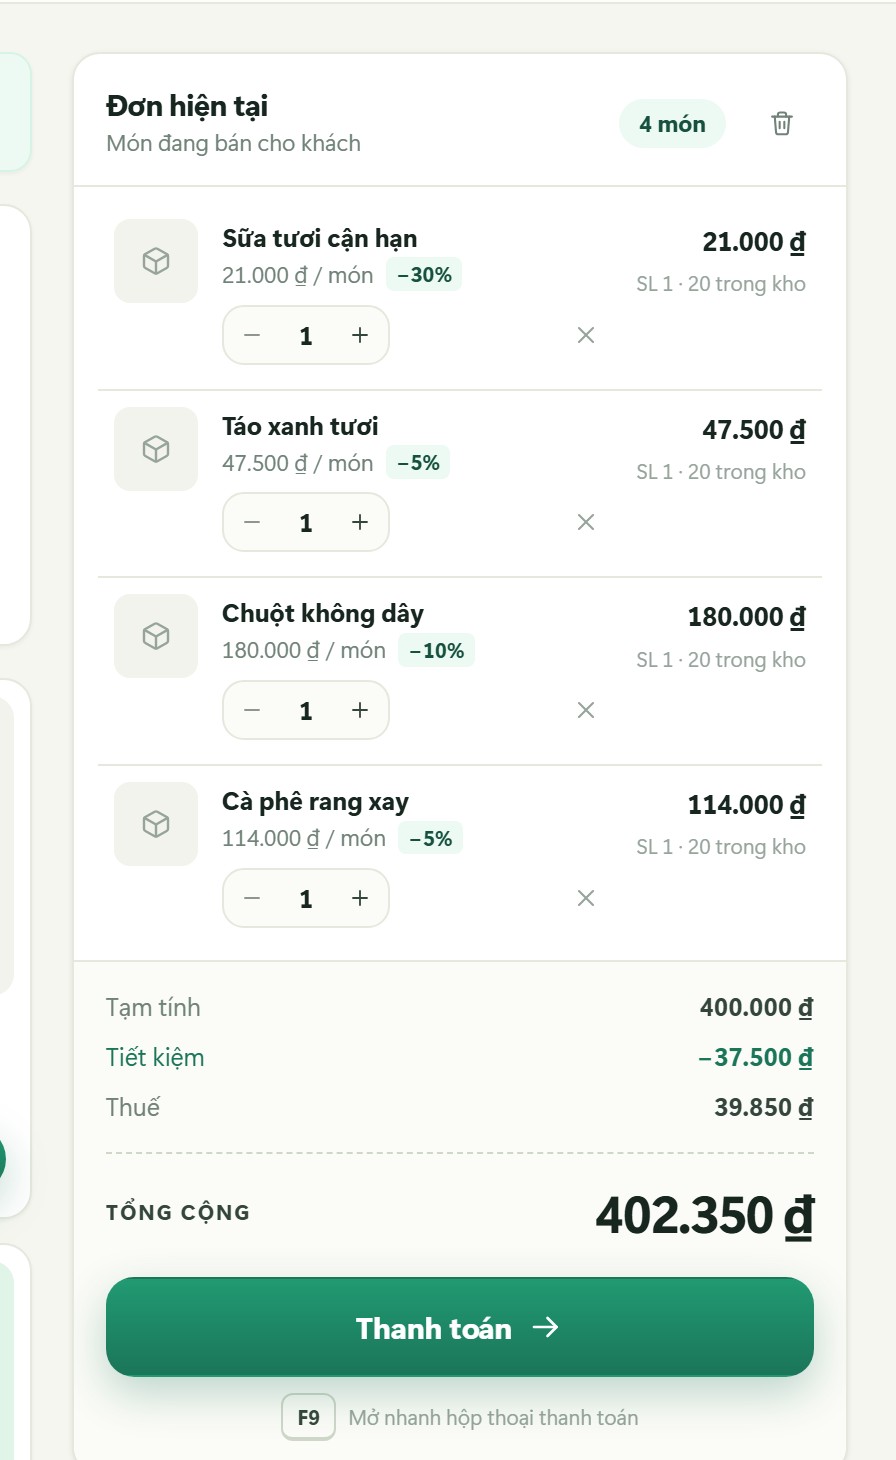 Đơn hiện tại
Món đang bán cho khách
4 món
Sữa tươi cận hạn
21.000 ₫
21.000 ₫ / món −30%
SL 1 · 20 trong kho
− 1 + ×
Táo xanh tươi
47.500 ₫
47.500 ₫ / món −5%
SL 1 · 20 trong kho
− 1 + ×
Chuột không dây
180.000 ₫
180.000 ₫ / món −10%
SL 1 · 20 trong kho
− 1 + ×
Cà phê rang xay
114.000 ₫
114.000 ₫ / món −5%
SL 1 · 20 trong kho
− 1 + ×
Tạm tính 400.000 ₫
Tiết kiệm −37.500 ₫
Thuế 39.850 ₫
TỔNG CỘNG 402.350 ₫
Thanh toán →
F9 Mở nhanh hộp thoại thanh toán